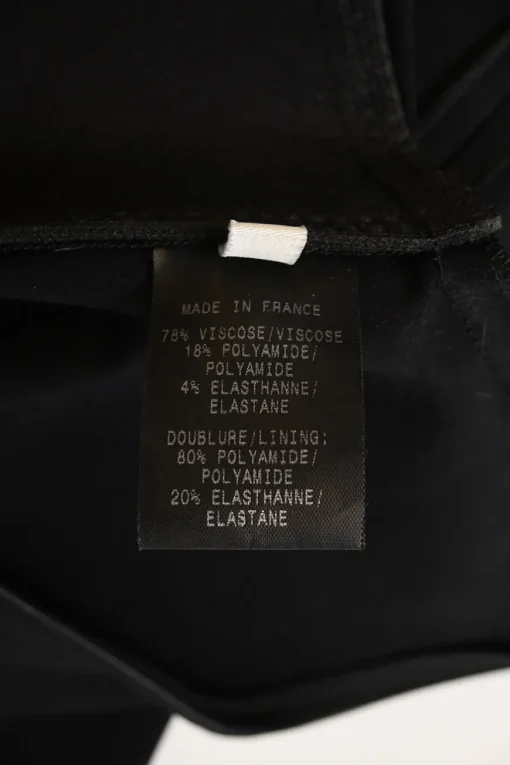 MADE IN FRANCE
78% VISCOSE/VISCOSE
18% POLYAMIDE/
POLYAMIDE
4% ELASTHANNE/
ELASTANE
DOUBLURE/LINING:
80% POLYAMIDE/
POLYAMIDE
20% ELASTHANNE/
ELASTANE